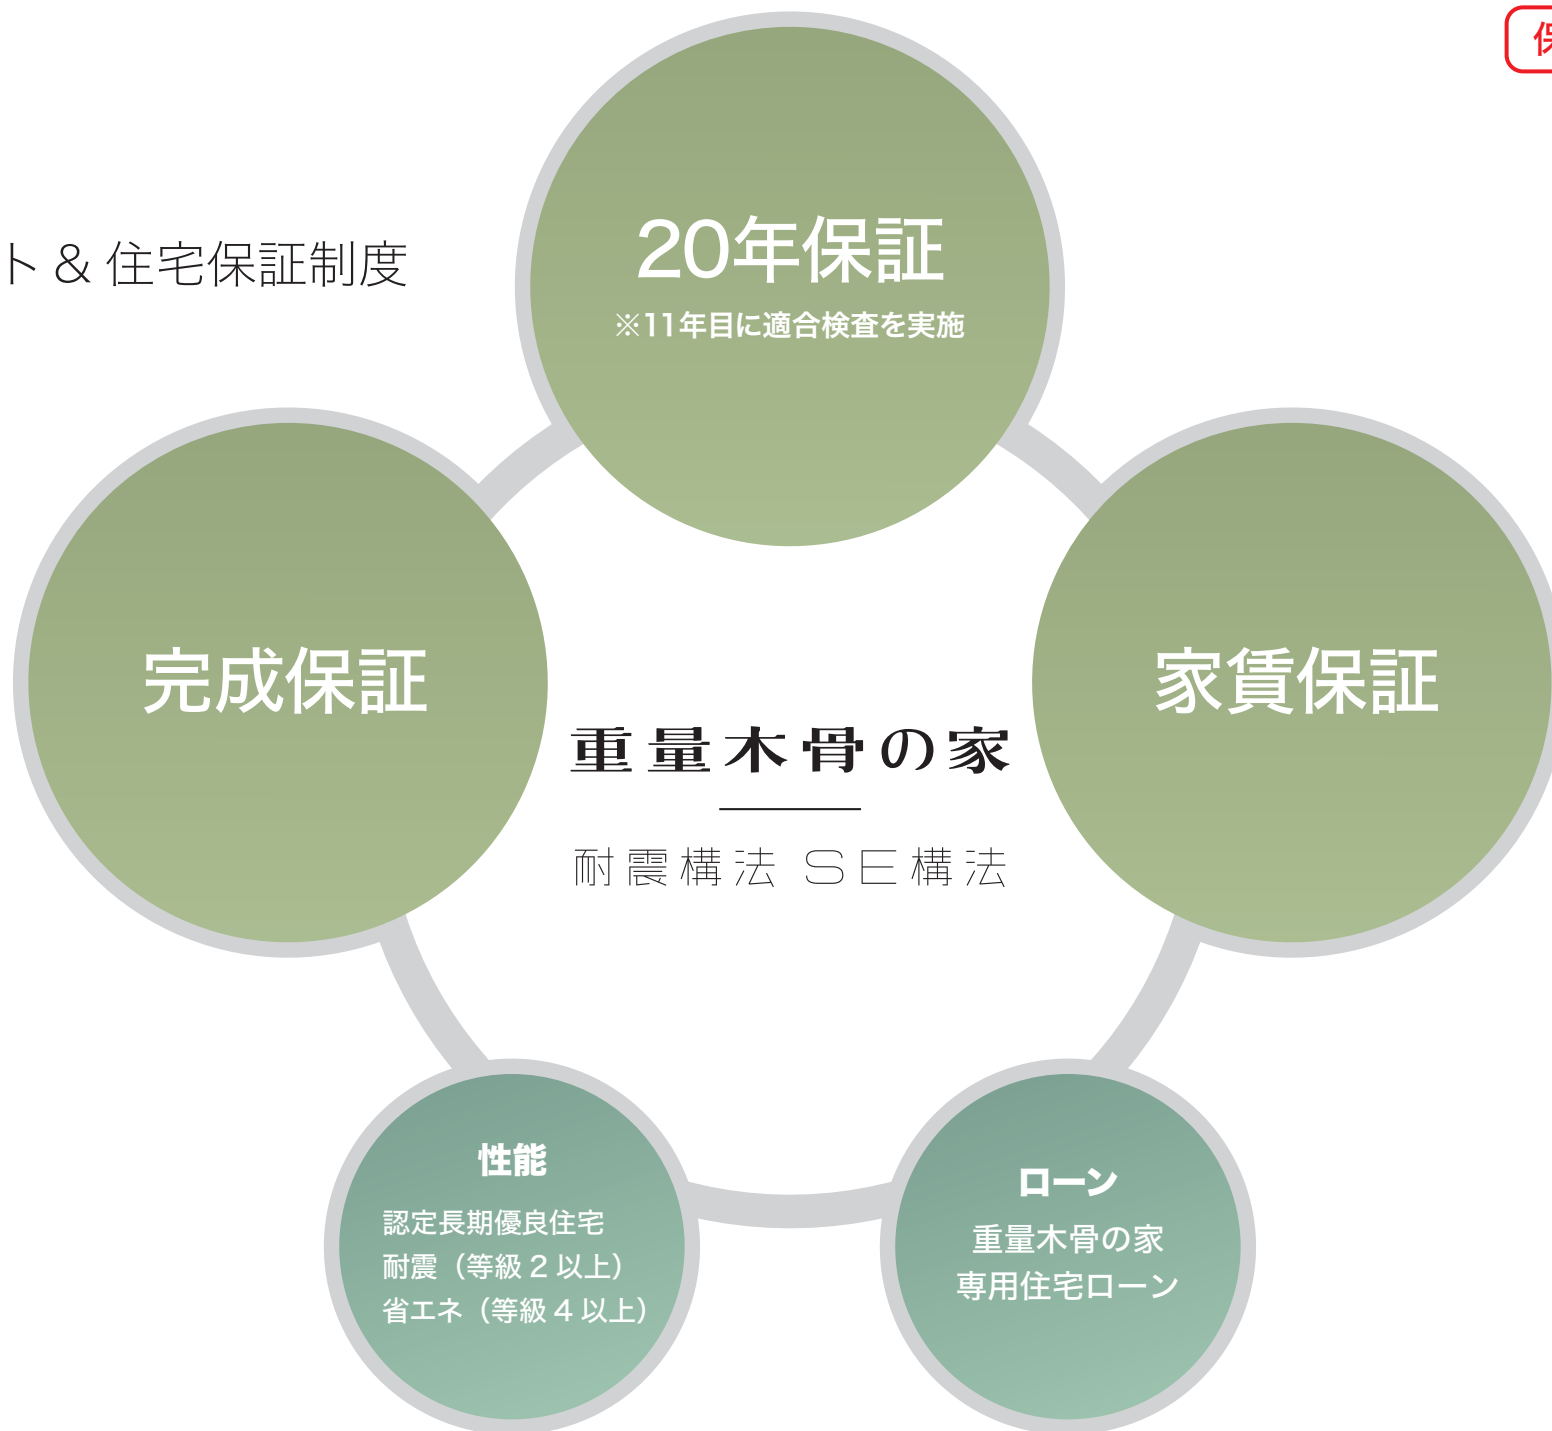 保
ト & 住宅保証制度
20年保証
※11年目に適合検査を実施
完成保証
家賃保証
重量木骨の家
耐震構法 SE構法
性能
認定長期優良住宅
耐震（等級 2 以上）
省エネ（等級 4 以上）
ローン
重量木骨の家
専用住宅ローン